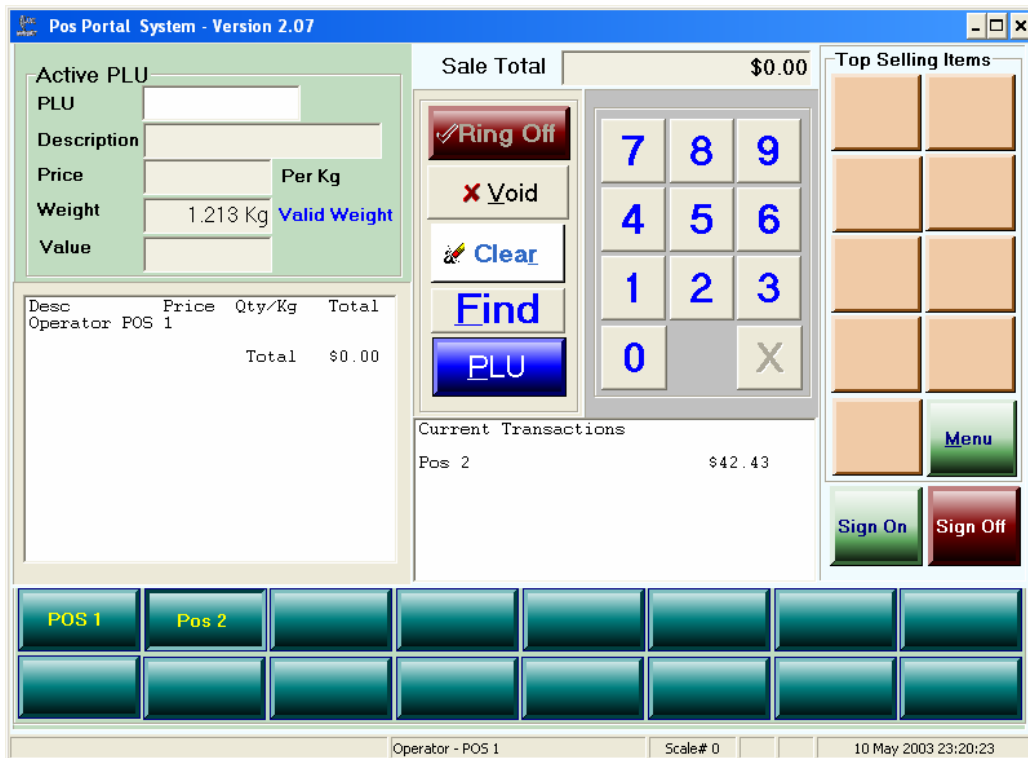 Pos Portal System - Version 2.07
Active PLU
PLU
Description
Price Per Kg
Weight 1.213 Kg Valid Weight
Value
Sale Total $0.00
Ring Off
Void
Clear
Find
PLU
7 8 9
4 5 6
1 2 3
0 X
Top Selling Items
Menu
Sign On Sign Off
Desc Price Qty/Kg Total
Operator POS 1
Total $0.00
Current Transactions
Pos 2 $42.43
POS 1 Pos 2
Operator - POS 1 Scale# 0 10 May 2003 23:20:23